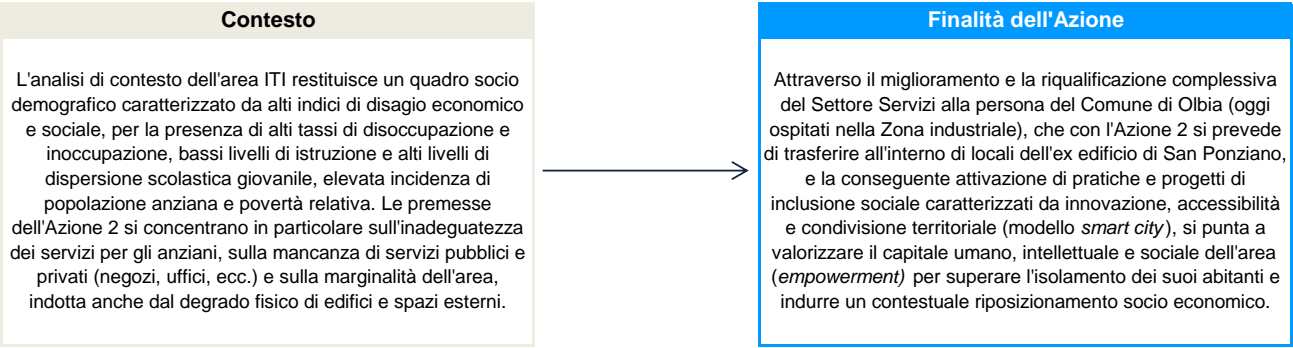 Contesto
L'analisi di contesto dell'area ITI restituisce un quadro socio
demografico caratterizzato da alti indici di disagio economico
e sociale, per la presenza di alti tassi di disoccupazione e
inoccupazione, bassi livelli di istruzione e alti livelli di
dispersione scolastica giovanile, elevata incidenza di
popolazione anziana e povertà relativa. Le premesse
dell'Azione 2 si concentrano in particolare sull'inadeguatezza
dei servizi per gli anziani, sulla mancanza di servizi pubblici e
privati (negozi, uffici, ecc.) e sulla marginalità dell'area,
indotta anche dal degrado fisico di edifici e spazi esterni.
Finalità dell'Azione
Attraverso il miglioramento e la riqualificazione complessiva
del Settore Servizi alla persona del Comune di Olbia (oggi
ospitati nella Zona industriale), che con l'Azione 2 si prevede
di trasferire all'interno di locali dell'ex edificio di San Ponziano,
e la conseguente attivazione di pratiche e progetti di
inclusione sociale caratterizzati da innovazione, accessibilità
e condivisione territoriale (modello smart city), si punta a
valorizzare il capitale umano, intellettuale e sociale dell'area
(empowerment) per superare l'isolamento dei suoi abitanti e
indurre un contestuale riposizionamento socio economico.